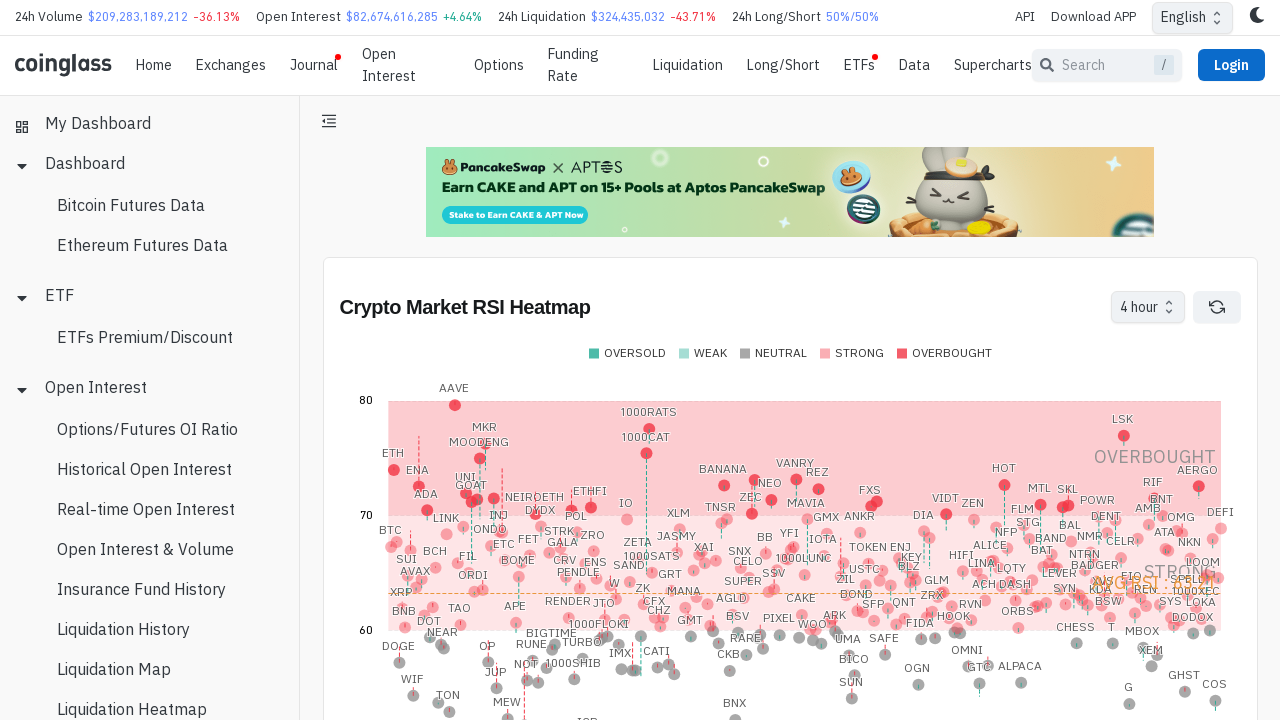 24h Volume $209,283,189,212 -36.13% Open Interest $82,674,616,285 +4.64% 24h Liquidation $324,435,032 -43.71% 24h Long/Short 50%/50% API Download APP English
coinglass Home Exchanges Journal Open Interest Options Funding Rate Liquidation Long/Short ETFs Data Supercharts Search / Login
My Dashboard
Dashboard
Bitcoin Futures Data
Ethereum Futures Data
ETF
ETFs Premium/Discount
Open Interest
Options/Futures OI Ratio
Historical Open Interest
Real-time Open Interest
Open Interest & Volume
Insurance Fund History
Liquidation History
Liquidation Map
Liquidation Heatmap
PancakeSwap × APTOS
Earn CAKE and APT on 15+ Pools at Aptos PancakeSwap
Stake to Earn CAKE & APT Now
Crypto Market RSI Heatmap
4 hour
OVERSOLD WEAK NEUTRAL STRONG OVERBOUGHT
80
AAVE
1000RATS
LSK
MKR
1000CAT
MOODENG
ETH
OVERBOUGHT
ENA
UNI
GOAT
BANANA
VANRY
NEO
REZ
HOT
AERGO
RIF
ADA
NEIROETH
ETHFI
IO
ZEC
MAVIA
FXS
VIDT
ZEN
MTL
SKL
POWR
BNT
AMB
70
LINK
INJ
DYDX
POL
XLM
TNSR
GMX
ANKR
DIA
FLM
STG
DENT
OMG
DEFI
BTC
ONDO
STRK
ZRO
JASMY
BB
YFI
IOTA
NFP
BAL
NMR
BAND
CELR
ATA
NKN
SUI
BCH
FIL
ETC
FET
GALA
ZETA
XAI
SNX
TOKEN
ENJ
ALICE
BAT
NTRN
AVAX
BOME
CRV
ENS
SAND
1000SATS
CELO
1000LUNC
LUSTC
KEY
BLZ
HIFI
LINA
LQTY
LEVER
BADGER
STRONG
LOOM
XRP
ORDI
PENDLE
W
GRT
SUPER
SSV
ZIL
GLM
ACH
DASH
SYN
KDA
REN
SPELL
1000XEC
BNB
TAO
APE
RENDER
JTO
ZK
CFX
MANA
AGLD
CAKE
BOND
SFP
QNT
ZRX
RVN
ORBS
BSW
SYS
LOKA
60
DOT
NEAR
BIGTIME
1000FLOKI
CHZ
GMT
BSV
PIXEL
WOO
ARK
FIDA
HOOK
CHESS
T
MBOX
DODOX
DOGE
OP
RUNE
TURBO
IMX
CATI
RARE
CKB
UMA
SAFE
OMNI
XEM
WIF
JUP
NOT
1000SHIB
BICO
OGN
GTC
ALPACA
GHST
TON
MEW
BNX
SUN
G
COS